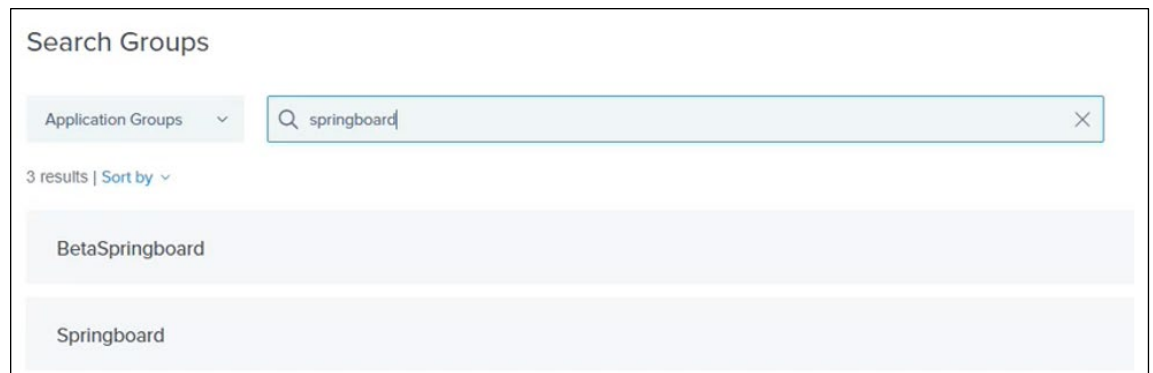 Search Groups
Application Groups springboard
3 results | Sort by
BetaSpringboard
Springboard